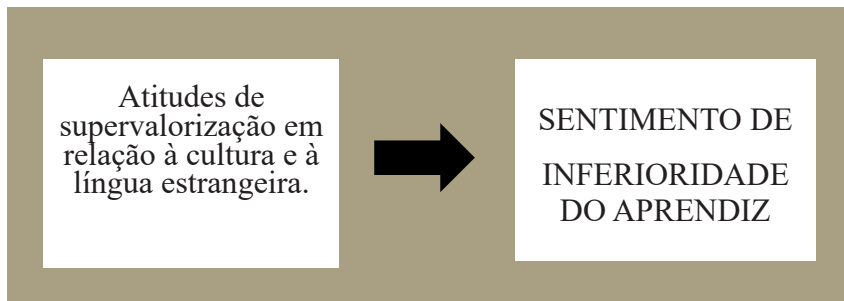 Atitudes de
supervalorização em
relação à cultura e à
língua estrangeira.
SENTIMENTO DE
INFERIORIDADE
DO APRENDIZ